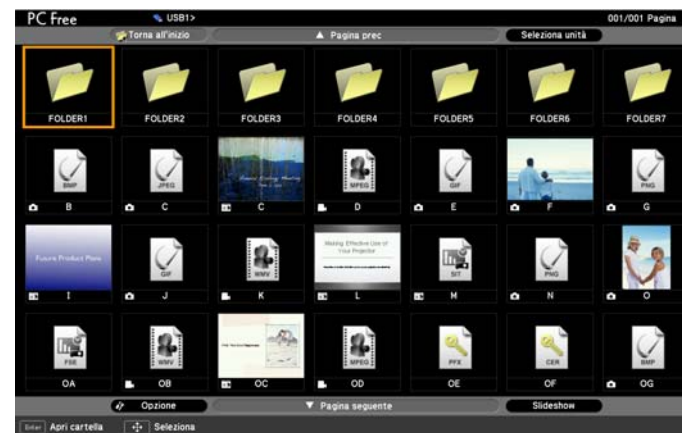 PC Free USB1> 001/001 Pagina
Torna all'inizio Pagina prec Seleziona unità
FOLDER1 FOLDER2 FOLDER3 FOLDER4 FOLDER5 FOLDER6 FOLDER7
BMP JPEG MPEG GIF PNG
B C C D E F G
Future Product Plans GIF WMV Making Effective Use of SIT PNG
Your Projector
I J K L M N O
FSE WMV MPEG PFX CER BMP
OA OB OC OD OE OF OG
Opzione Pagina seguente Slideshow
Enter Apri cartella Seleziona